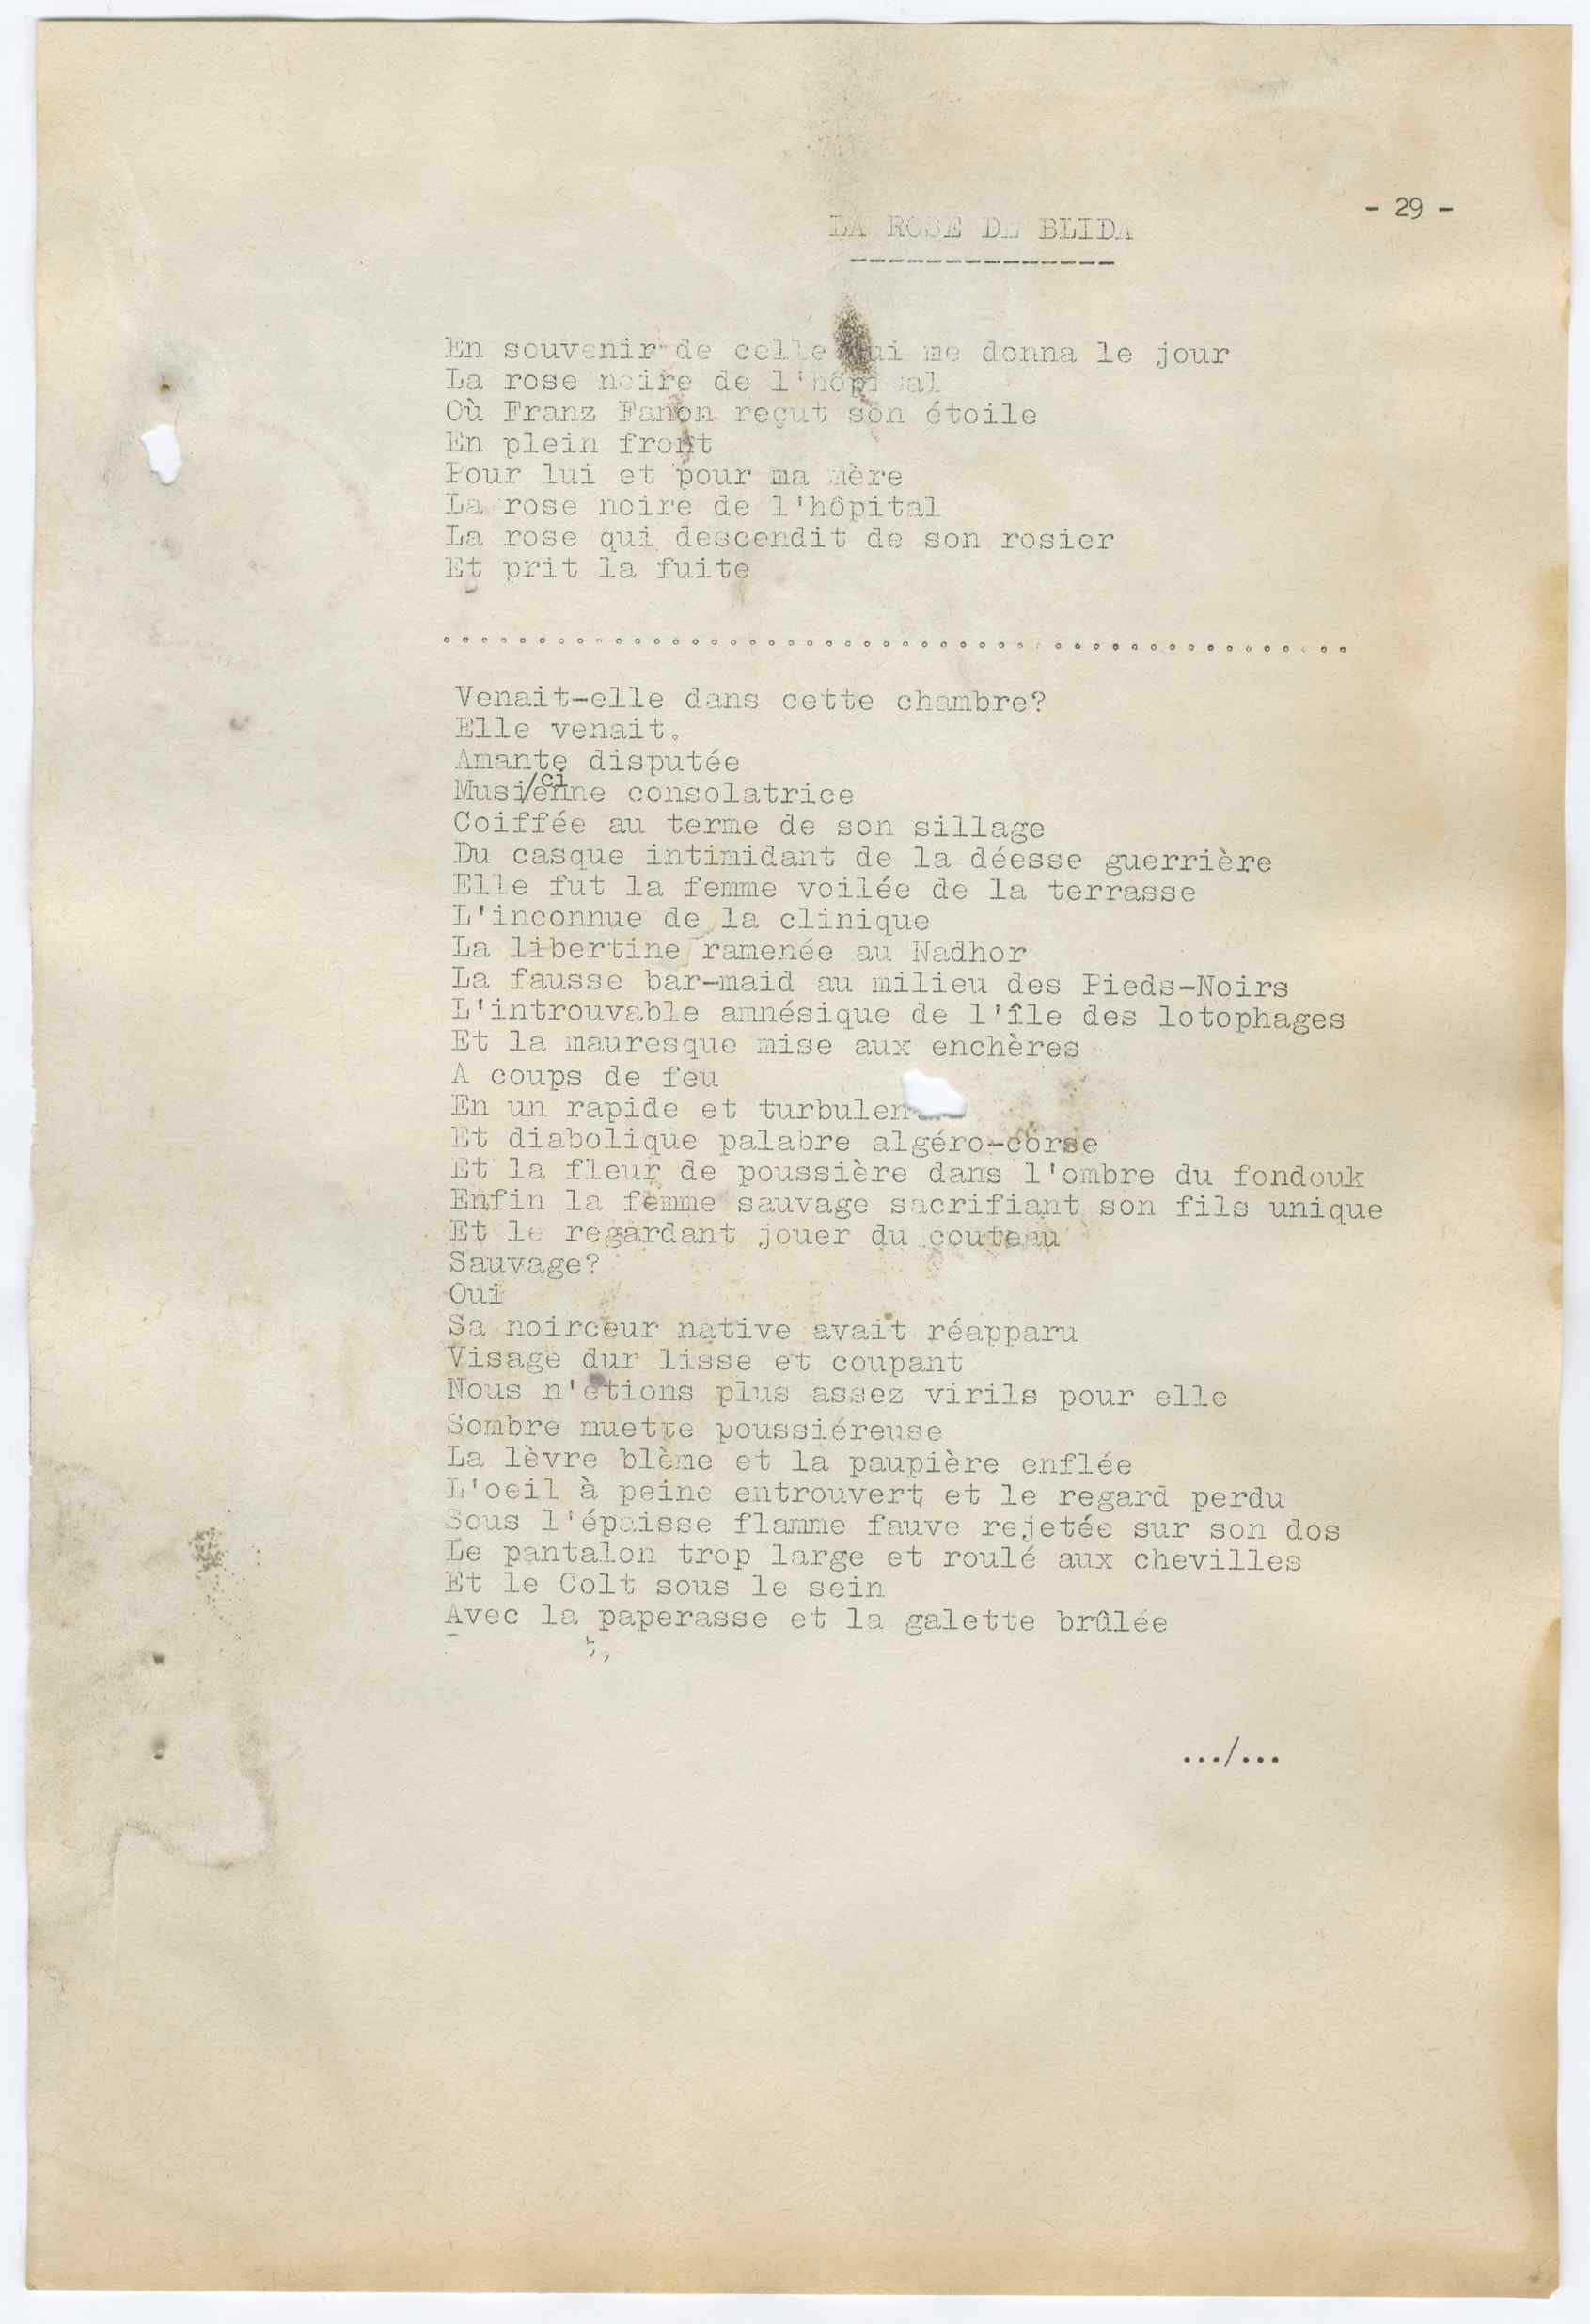 - 29 -
LA ROSE DE BLIDA
En souvenir de celle qui me donna le jour
La rose noire de l'hôpital
Où Franz Fanon reçut son étoile
En plein front
Pour lui et pour ma mère
La rose noire de l'hôpital
La rose qui descendit de son rosier
Et prit la fuite
................................................
Venait-elle dans cette chambre?
Elle venait.
Amante disputée
Musi/cienne consolatrice
Coiffée au terme de son sillage
Du casque intimidant de la déesse guerrière
Elle fut la femme voilée de la terrasse
L'inconnue de la clinique
La libertine ramenée au Nadhor
La fausse bar-maid au milieu des Pieds-Noirs
L'introuvable amnésique de l'île des lotophages
Et la mauresque mise aux enchères
A coups de feu
En un rapide et turbulen
Et diabolique palabre algéro-corse
Et la fleur de poussière dans l'ombre du fondouk
Enfin la femme sauvage sacrifiant son fils unique
Et le regardant jouer du couteau
Sauvage?
Oui
Sa noirceur native avait réapparu
Visage dur lisse et coupant
Nous n'étions plus assez virils pour elle
Sombre muette poussiéreuse
La lèvre blême et la paupière enflée
L'oeil à peine entrouvert et le regard perdu
Sous l'épaisse flamme fauve rejetée sur son dos
Le pantalon trop large et roulé aux chevilles
Et le Colt sous le sein
Avec la paperasse et la galette brûlée
.../...